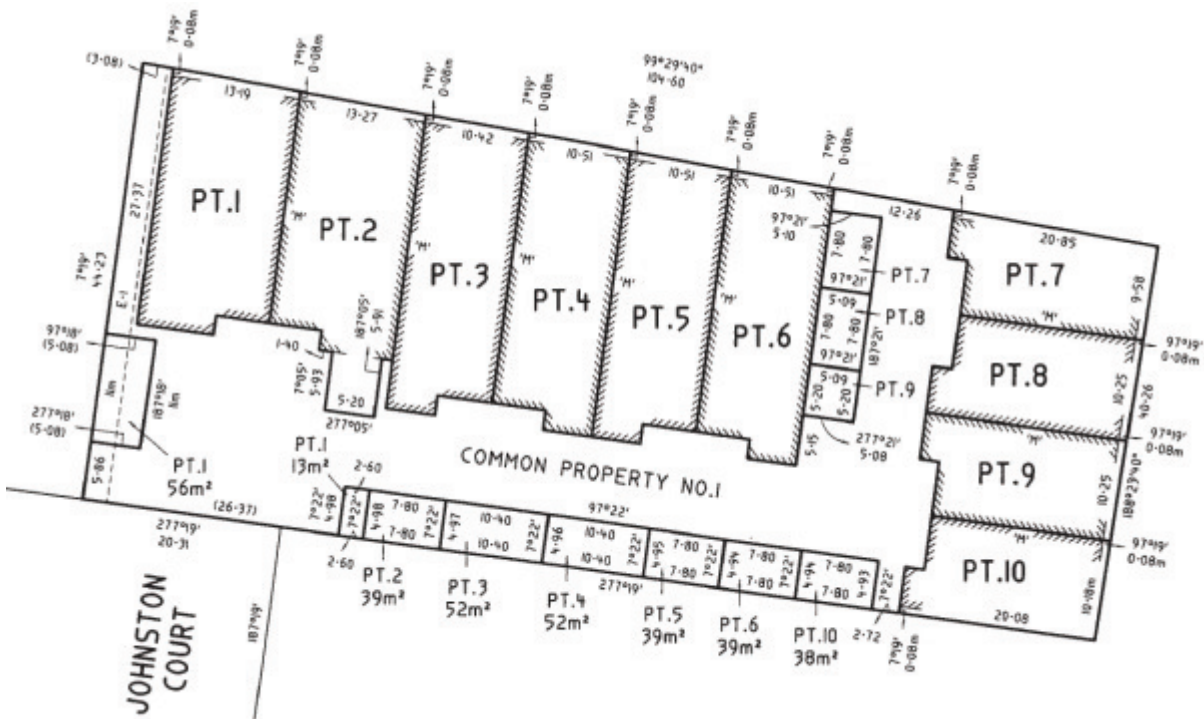 7°19'
0·08m
7°19'
0·08m
7°19'
0·08m
7°19'
0·08m
7°19'
0·08m
7°19'
0·08m
7°19'
0·08m
7°19'
0·08m
99°29'40"
104·60
(3·08)
13·19
13·27
10·42
10·51
10·51
10·51
12·26
20·85
27·37
7°19'
44·23
E-1
PT.1
PT.2
PT.3
PT.4
PT.5
PT.6
'M'
'M'
'M'
'M'
'M'
97°21'
5·10
7·80
7·80
97°21'
PT.7
5·09
7·80
7·80
97°21'
PT.8
187°21'
5·09
5·20
5·20
PT.9
277°21'
5·08
5·15
PT.7
9·58
'M'
97°19'
0·08m
PT.8
10·25
40·26
'M'
97°19'
0·08m
188°23'40"
PT.9
10·25
'M'
97°19'
0·08m
PT.10
10·18m
20·08
97°18'
(5·08)
11m
187°18'
11m
277°18'
(5·08)
5·86
PT.1
56m²
1·40
7°05'
5·93
187°05'
5·91
5·20
277°05'
COMMON PROPERTY NO.1
PT.1
13m²
2·60
7°22'
4·98
7°22'
4·98
7·80
7·80
7°22'
4·97
10·40
10·40
7°22'
97°22'
4·96
10·40
10·40
7°22'
4·95
7·80
7·80
7°22'
4·94
7·80
7·80
7°22'
4·94
7·80
7·80
4·93
7°22'
(26·37)
277°19'
20·31
2·60
277°19'
2·72
7°19'
0·08m
PT.2
39m²
PT.3
52m²
PT.4
52m²
PT.5
39m²
PT.6
39m²
PT.10
38m²
187°19'
JOHNSTON
COURT